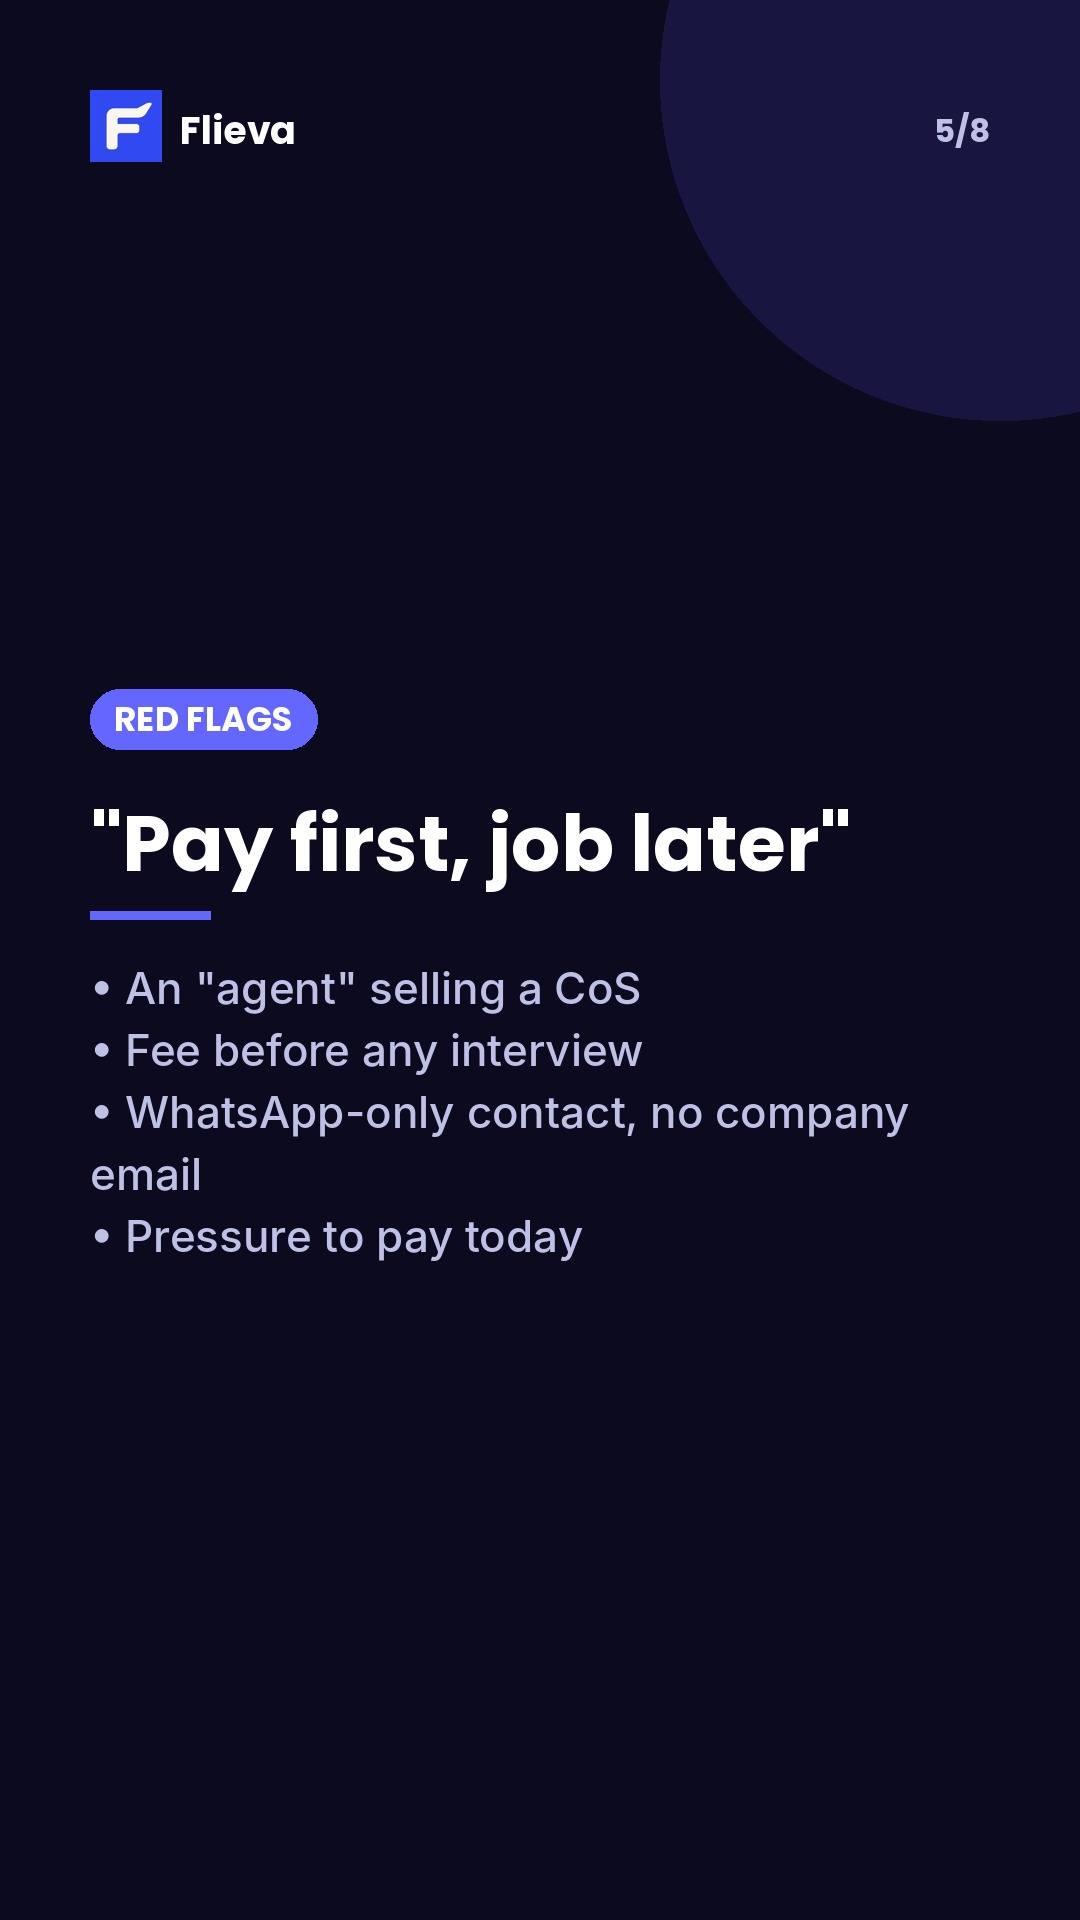 Flieva
5/8
RED FLAGS
"Pay first, job later"
• An "agent" selling a CoS
• Fee before any interview
• WhatsApp-only contact, no company
email
• Pressure to pay today